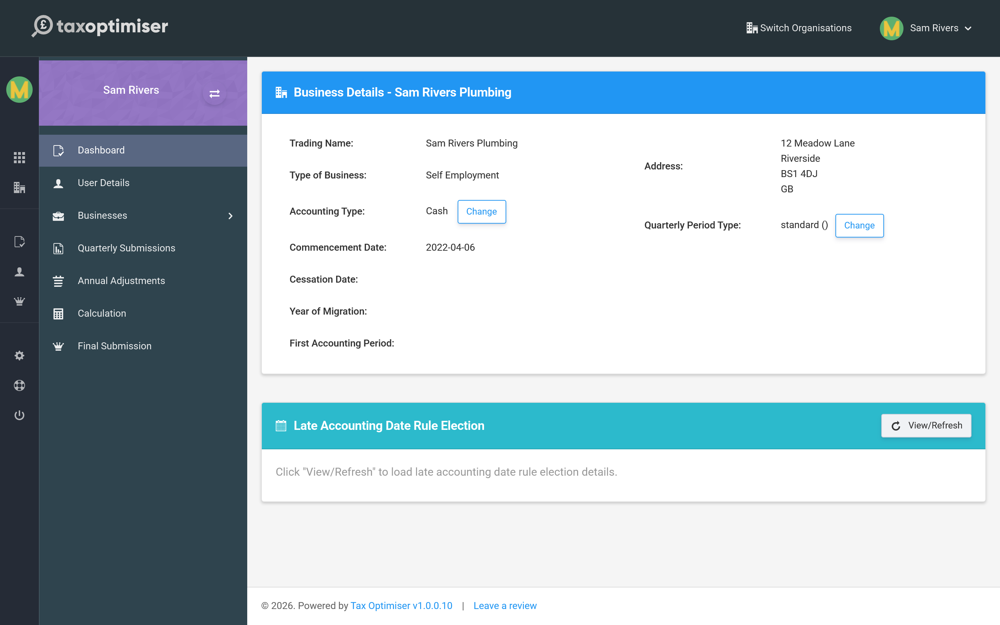 taxoptimiser
Switch Organisations
Sam Rivers
Sam Rivers
Dashboard
User Details
Businesses
Quarterly Submissions
Annual Adjustments
Calculation
Final Submission
Business Details - Sam Rivers Plumbing
Trading Name: Sam Rivers Plumbing
Type of Business: Self Employment
Accounting Type: Cash Change
Commencement Date: 2022-04-06
Cessation Date:
Year of Migration:
First Accounting Period:
Address: 12 Meadow Lane
Riverside
BS1 4DJ
GB
Quarterly Period Type: standard () Change
Late Accounting Date Rule Election
View/Refresh
Click "View/Refresh" to load late accounting date rule election details.
© 2026. Powered by Tax Optimiser v1.0.0.10 | Leave a review